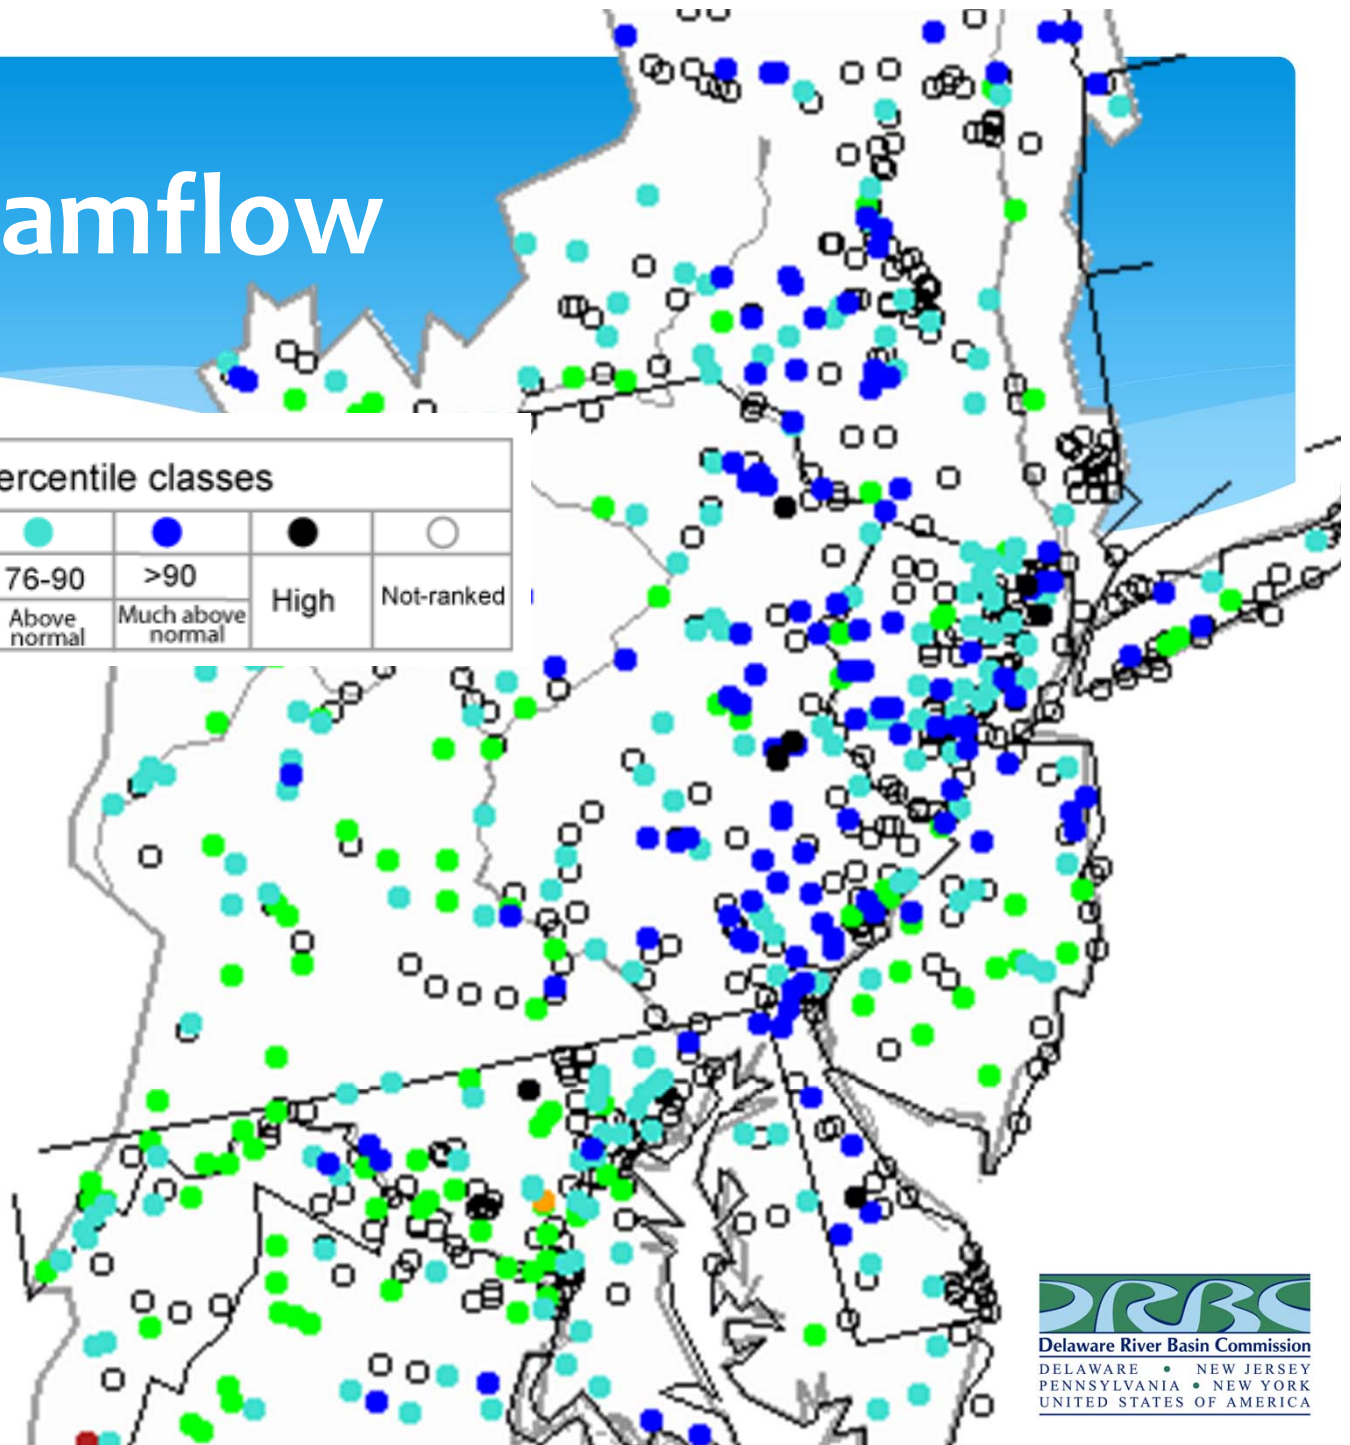 amflow
ercentile classes
76-90
>90
High
Not-ranked
Above
normal
Much above
normal
DRBC
Delaware River Basin Commission
DELAWARE • NEW JERSEY
PENNSYLVANIA • NEW YORK
UNITED STATES OF AMERICA